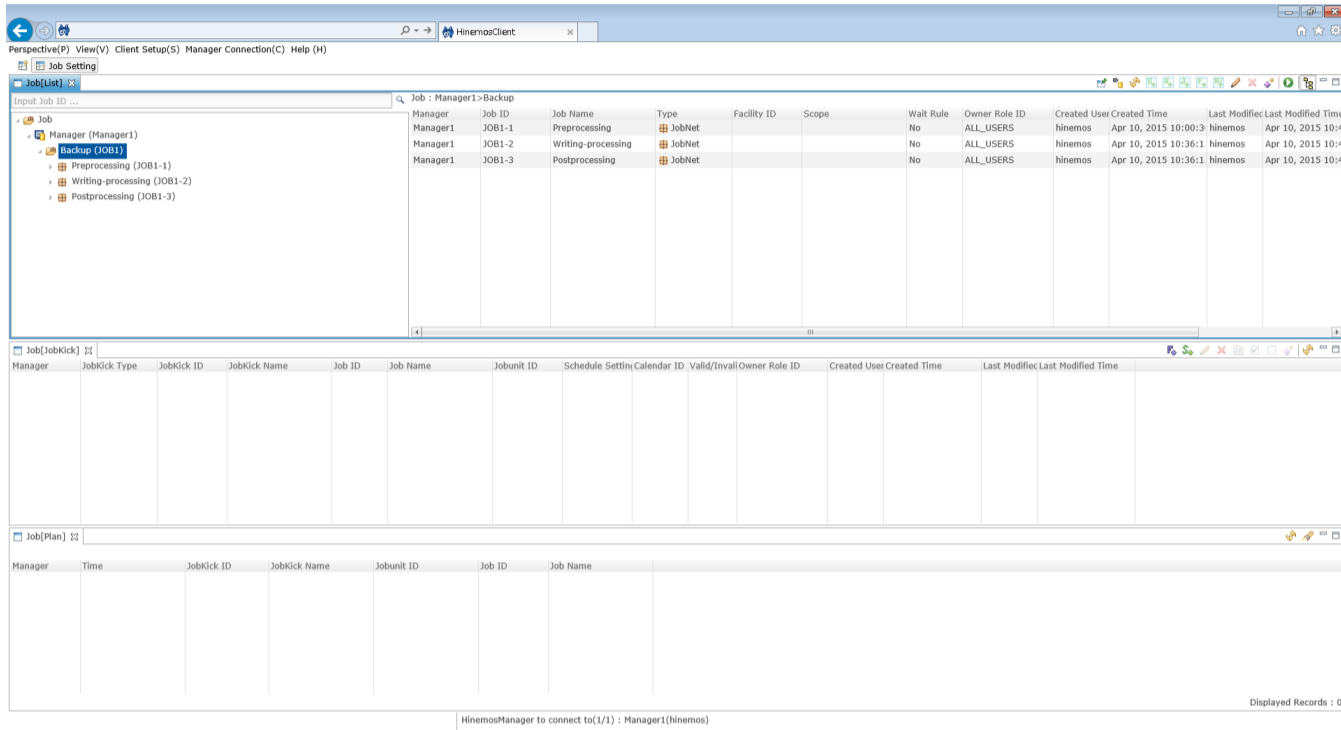 HinemosClient
Perspective(P) View(V) Client Setup(S) Manager Connection(C) Help (H)
Job Setting
Job[List]
Input Job ID ...
Job : Manager1>Backup
Job
Manager (Manager1)
Backup (JOB1)
Preprocessing (JOB1-1)
Writing-processing (JOB1-2)
Postprocessing (JOB1-3)
Manager Job ID Job Name Type Facility ID Scope Wait Rule Owner Role ID Created User Created Time Last Modified Last Modified Time
Manager1 JOB1-1 Preprocessing JobNet No ALL_USERS hinemos Apr 10, 2015 10:00:3 hinemos Apr 10, 2015 10:4
Manager1 JOB1-2 Writing-processing JobNet No ALL_USERS hinemos Apr 10, 2015 10:36:1 hinemos Apr 10, 2015 10:4
Manager1 JOB1-3 Postprocessing JobNet No ALL_USERS hinemos Apr 10, 2015 10:36:1 hinemos Apr 10, 2015 10:4
Job[JobKick]
Manager JobKick Type JobKick ID JobKick Name Job ID Job Name Jobunit ID Schedule Settin Calendar ID Valid/Invali Owner Role ID Created User Created Time Last Modified Last Modified Time
Job[Plan]
Manager Time JobKick ID JobKick Name Jobunit ID Job ID Job Name
Displayed Records : 0
HinemosManager to connect to(1/1) : Manager1(hinemos)